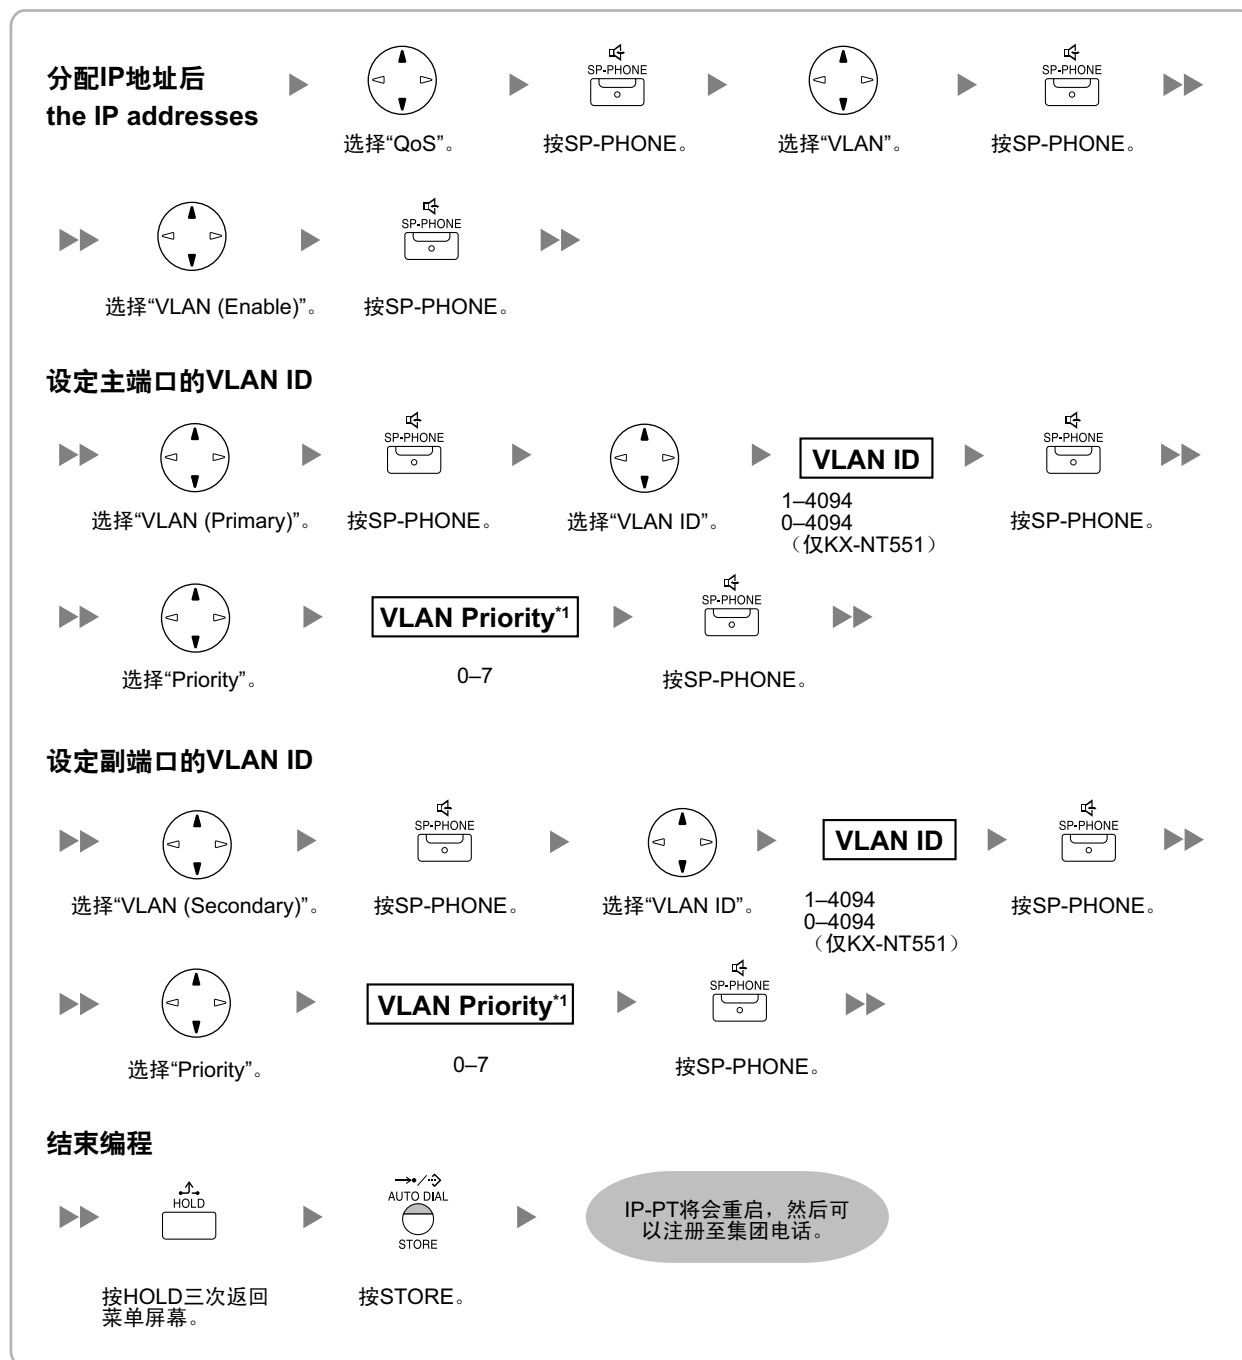 分配IP地址后
the IP addresses
SP-PHONE
SP-PHONE
选择“QoS”。
按SP-PHONE。
选择“VLAN”。
按SP-PHONE。
SP-PHONE
选择“VLAN (Enable)”。
按SP-PHONE。
设定主端口的VLAN ID
SP-PHONE
VLAN ID
SP-PHONE
选择“VLAN (Primary)”。
按SP-PHONE。
选择“VLAN ID”。
1–4094
0–4094
（仅KX-NT551）
按SP-PHONE。
VLAN Priority*1
SP-PHONE
选择“Priority”。
0–7
按SP-PHONE。
设定副端口的VLAN ID
SP-PHONE
VLAN ID
SP-PHONE
选择“VLAN (Secondary)”。
按SP-PHONE。
选择“VLAN ID”。
1–4094
0–4094
（仅KX-NT551）
按SP-PHONE。
VLAN Priority*1
SP-PHONE
选择“Priority”。
0–7
按SP-PHONE。
结束编程
HOLD
AUTO DIAL
STORE
IP-PT将会重启，然后可
以注册至集团电话。
按HOLD三次返回
菜单屏幕。
按STORE。